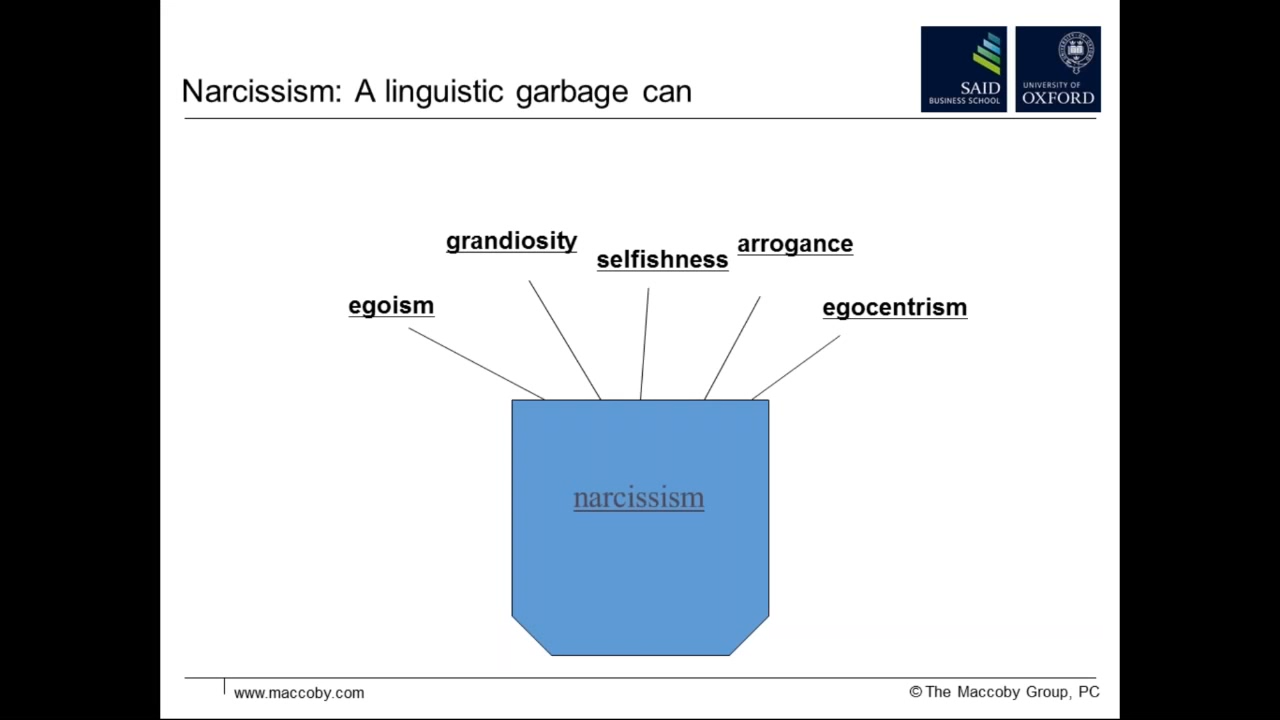 SAID
BUSINESS SCHOOL
UNIVERSITY OF
OXFORD
Narcissism: A linguistic garbage can
grandiosity
selfishness
arrogance
egoism
egocentrism
narcissism
www.maccoby.com
© The Maccoby Group, PC